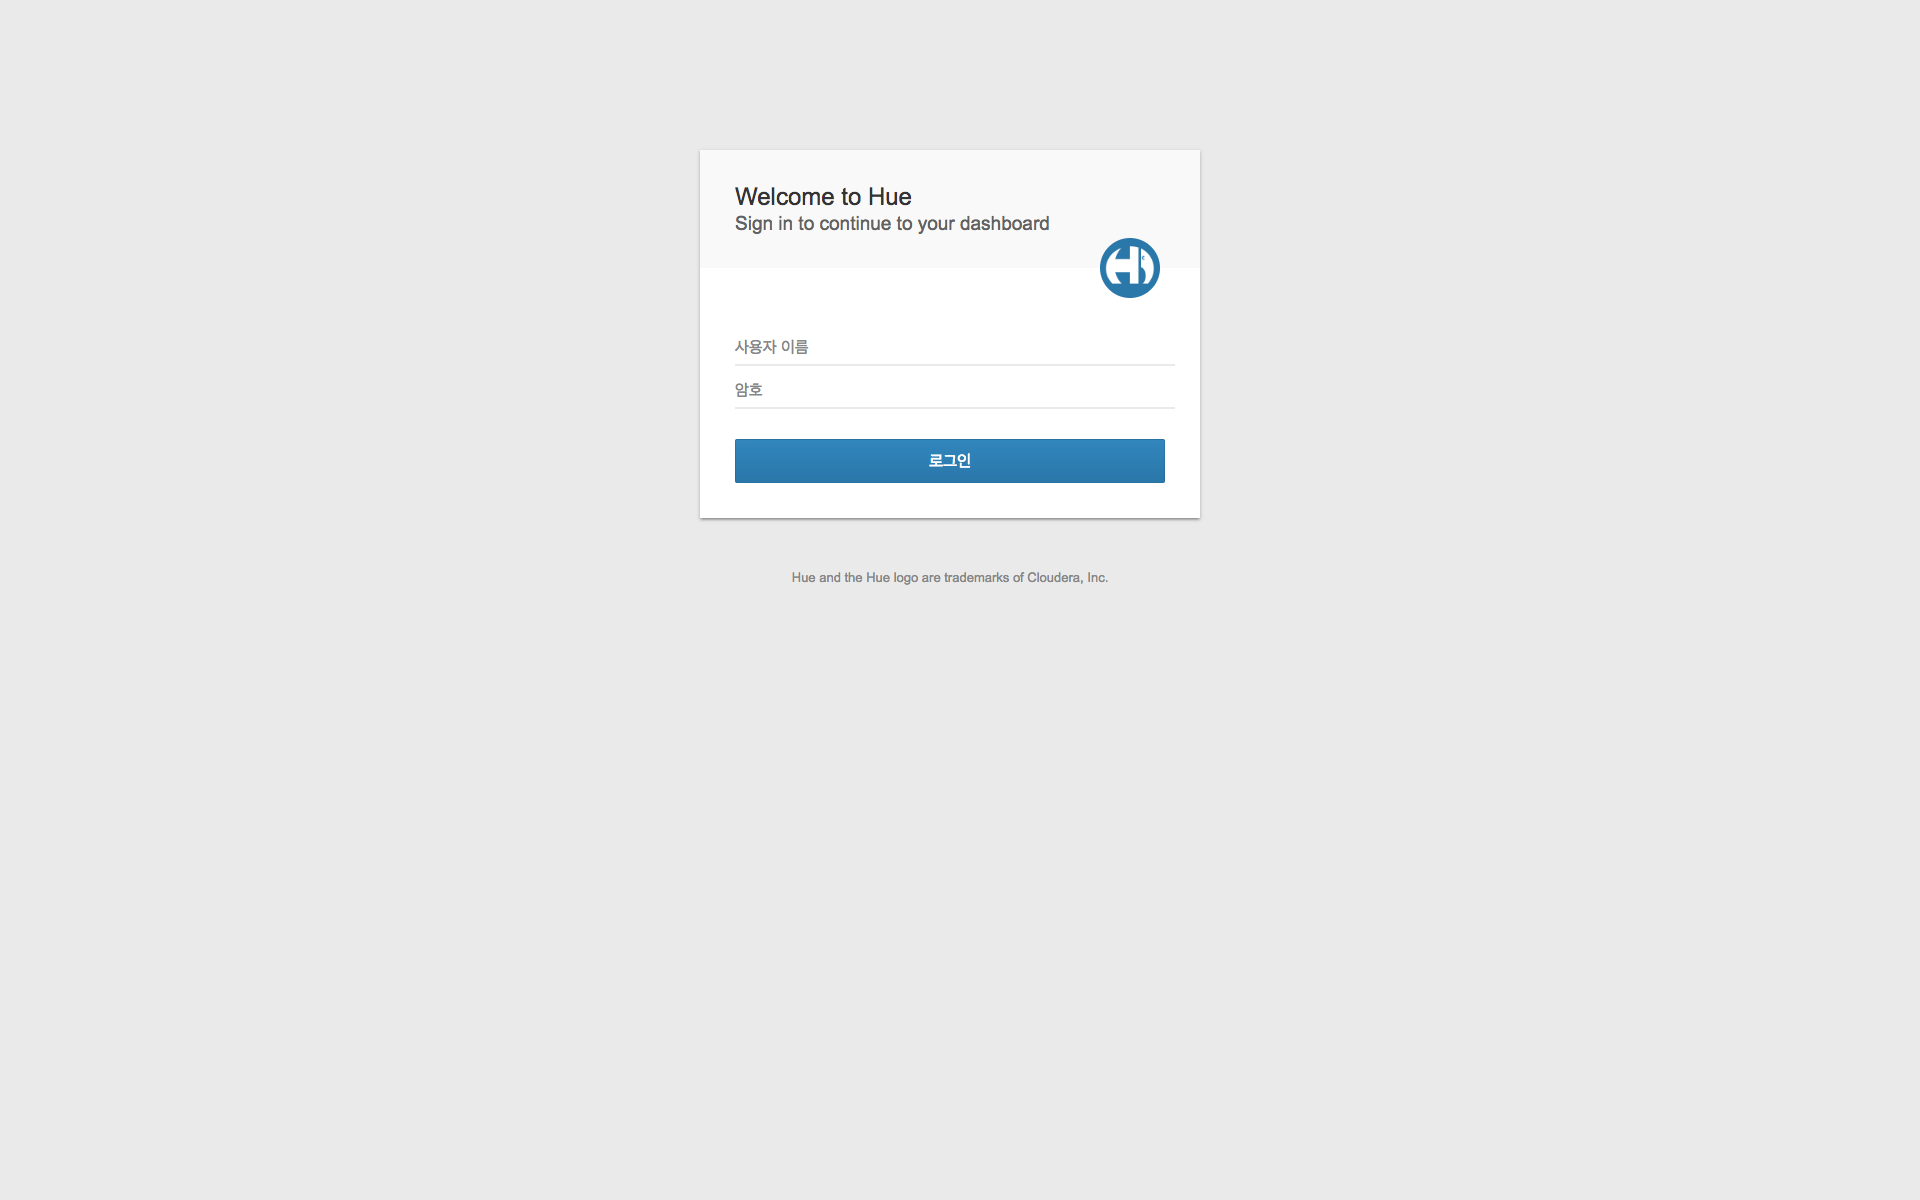 Welcome to Hue
Sign in to continue to your dashboard
사용자 이름
암호
로그인
Hue and the Hue logo are trademarks of Cloudera, Inc.